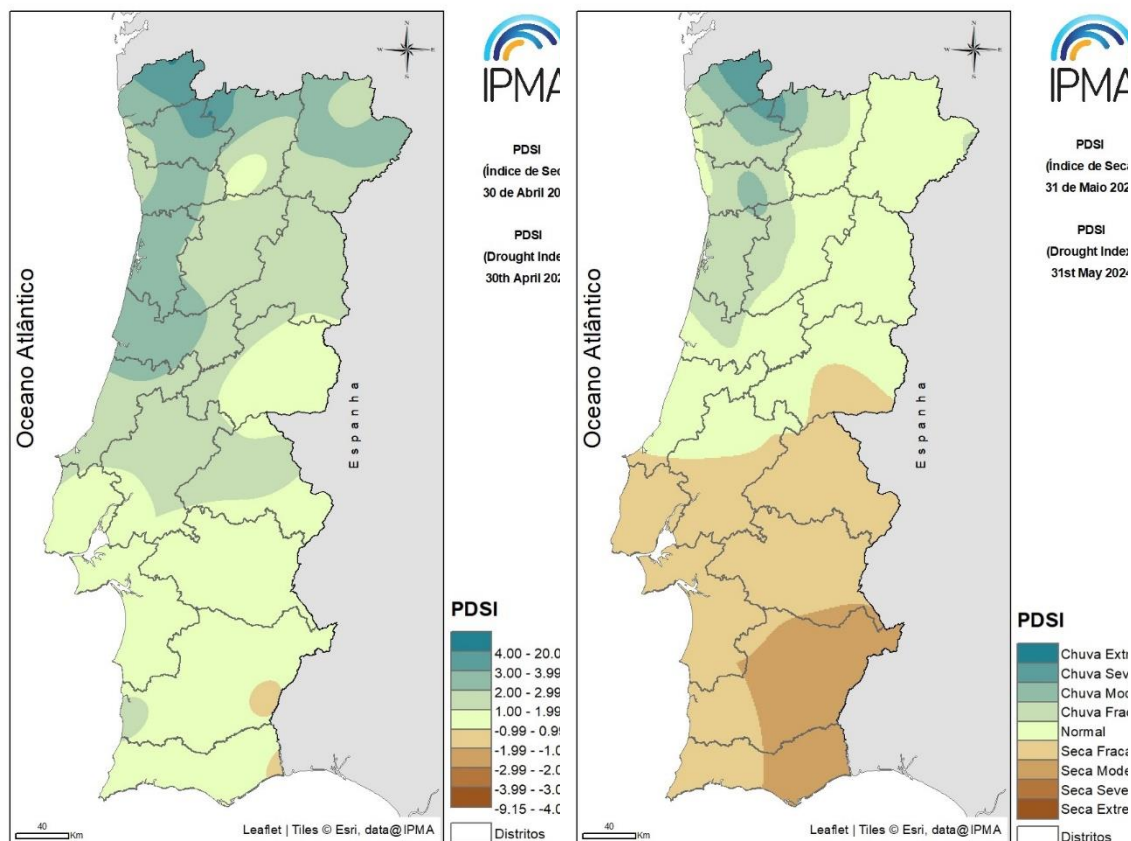 IPMA
PDSI
(Índice de Sec
30 de Abril 20
PDSI
(Drought Inde
30th April 202
Oceano Atlântico
Espanha
PDSI
4.00 - 20.0
3.00 - 3.99
2.00 - 2.99
1.00 - 1.99
-0.99 - 0.99
-1.99 - -1.0
-2.99 - -2.0
-3.99 - -3.0
-9.15 - -4.0
Distritos
40
Km
Leaflet | Tiles © Esri, data@IPMA
IPMA
PDSI
(Índice de Seca
31 de Maio 202
PDSI
(Drought Index
31st May 2024
Oceano Atlântico
Espanha
PDSI
Chuva Extr
Chuva Sev
Chuva Mod
Chuva Frac
Normal
Seca Fraca
Seca Mode
Seca Seve
Seca Extre
Distritos
40
Km
Leaflet | Tiles © Esri, data@IPMA